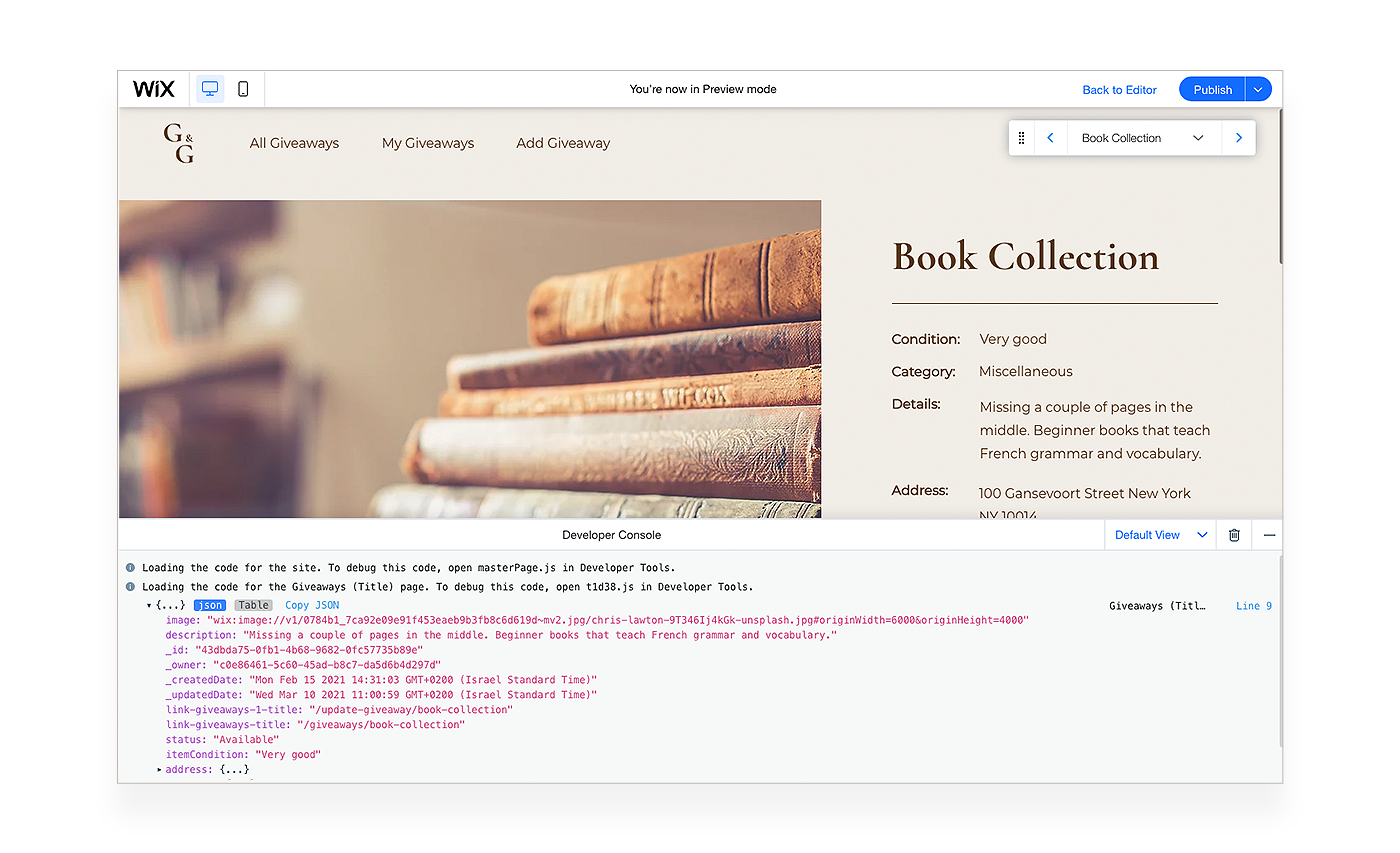 WiX
You're now in Preview mode
Back to Editor
Publish
G&
G
All Giveaways
My Giveaways
Add Giveaway
Book Collection
Book Collection
Condition: Very good
Category: Miscellaneous
Details: Missing a couple of pages in the
middle. Beginner books that teach
French grammar and vocabulary.
Address: 100 Gansevoort Street New York
NY 10014
WILCOX
Developer Console
Default View
Loading the code for the site. To debug this code, open masterPage.js in Developer Tools.
Loading the code for the Giveaways (Title) page. To debug this code, open t1d38.js in Developer Tools.
{...} json Table Copy JSON Giveaways (Titl… Line 9
image: "wix:image://v1/0784b1_7ca92e09e91f453eaeb9b3fb8c6d619d~mv2.jpg/chris-lawton-9T346Ij4kGk-unsplash.jpg#originWidth=6000&originHeight=4000"
description: "Missing a couple of pages in the middle. Beginner books that teach French grammar and vocabulary."
_id: "43dbda75-0fb1-4b68-9682-0fc57735b89e"
_owner: "c0e86461-5c60-45ad-b8c7-da5d6b4d297d"
_createdDate: "Mon Feb 15 2021 14:31:03 GMT+0200 (Israel Standard Time)"
_updatedDate: "Wed Mar 10 2021 11:00:59 GMT+0200 (Israel Standard Time)"
link-giveaways-1-title: "/update-giveaway/book-collection"
link-giveaways-title: "/giveaways/book-collection"
status: "Available"
itemCondition: "Very good"
address: {...}